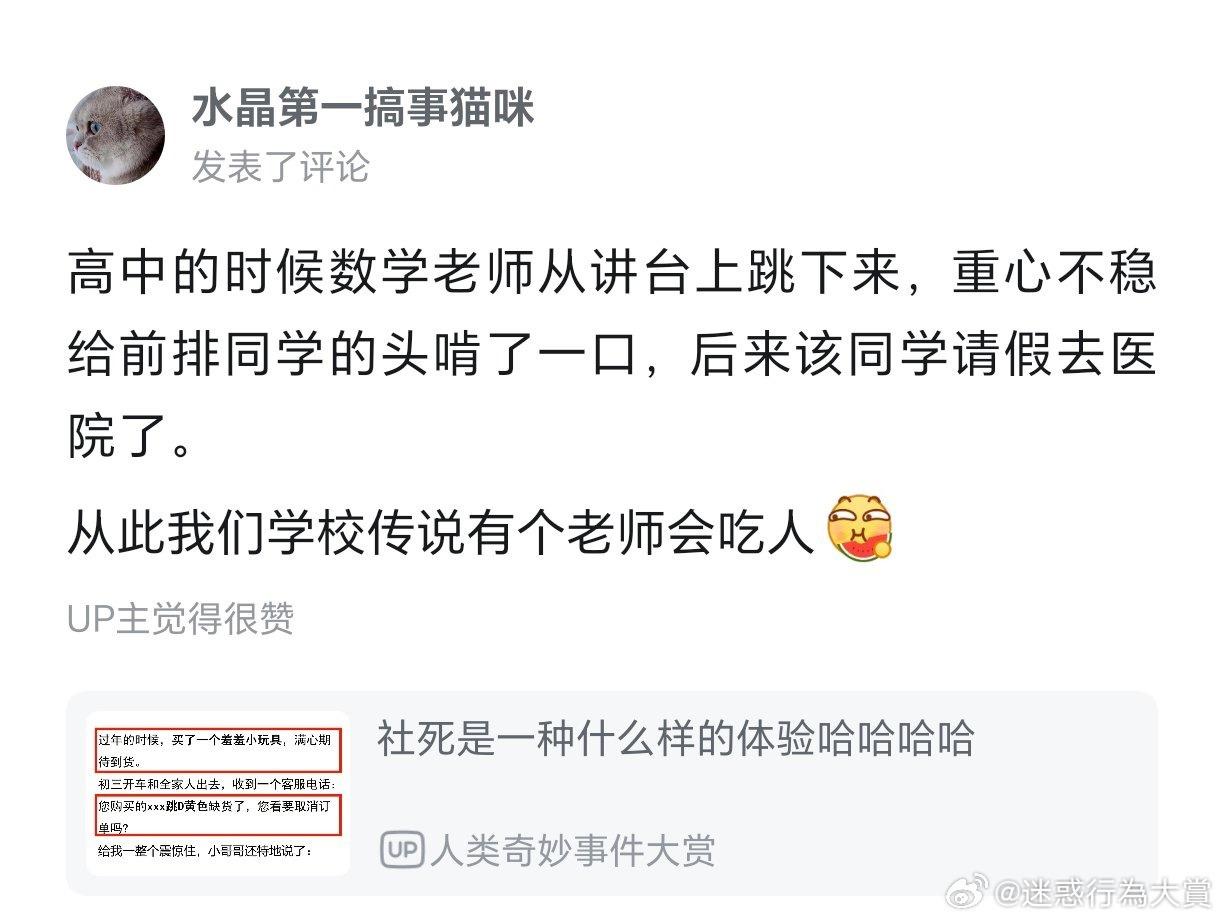 水晶第一搞事猫咪
发表了评论
高中的时候数学老师从讲台上跳下来，重心不稳
给前排同学的头啃了一口，后来该同学请假去医
院了。
从此我们学校传说有个老师会吃人
UP主觉得很赞
过年的时候，买了一个羞羞小玩具，满心期
待到货。
初三开车和全家人出去，收到一个客服电话：
您购买的xxx跳D黄色缺货了，您看要取消订
单吗？
给我一整个震惊住，小哥哥还特地说了：
社死是一种什么样的体验哈哈哈哈
UP 人类奇妙事件大赏
@迷惑行為大賞